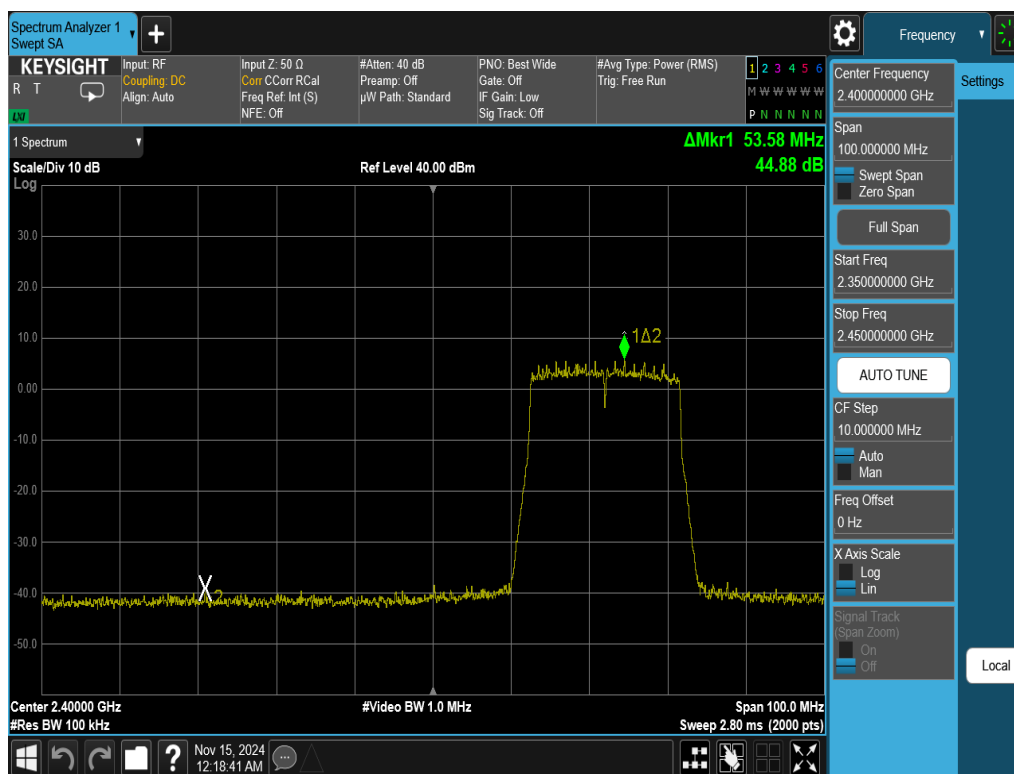 Spectrum Analyzer 1
Swept SA
+
Frequency
KEYSIGHT
R T
LXI
Input: RF
Coupling: DC
Align: Auto
Input Z: 50 Ω
Corr CCorr RCal
Freq Ref: Int (S)
NFE: Off
#Atten: 40 dB
Preamp: Off
µW Path: Standard
PNO: Best Wide
Gate: Off
IF Gain: Low
Sig Track: Off
#Avg Type: Power (RMS)
Trig: Free Run
1 2 3 4 5 6
M W W W W W
P N N N N N
1 Spectrum
Scale/Div 10 dB
Log
Ref Level 40.00 dBm
ΔMkr1 53.58 MHz
44.88 dB
30.0
20.0
10.0
0.00
-10.0
-20.0
-30.0
-40.0
-50.0
1Δ2
X2
Center 2.40000 GHz
#Res BW 100 kHz
#Video BW 1.0 MHz
Span 100.0 MHz
Sweep 2.80 ms (2000 pts)
Center Frequency
2.400000000 GHz
Span
100.000000 MHz
Swept Span
Zero Span
Full Span
Start Freq
2.350000000 GHz
Stop Freq
2.450000000 GHz
AUTO TUNE
CF Step
10.000000 MHz
Auto
Man
Freq Offset
0 Hz
X Axis Scale
Log
Lin
Signal Track
(Span Zoom)
On
Off
Settings
Local
?
Nov 15, 2024
12:18:41 AM